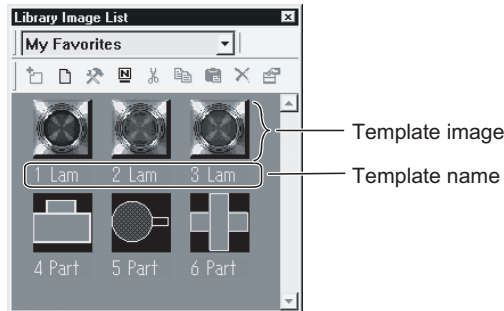 Library Image List
My Favorites
N
Template image
1 Lam 2 Lam 3 Lam
Template name
4 Part 5 Part 6 Part